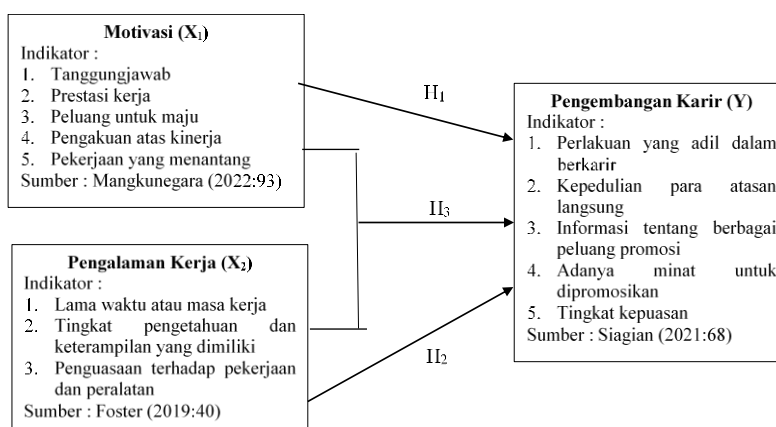 Motivasi (X₁)
Indikator :
1. Tanggungjawab
2. Prestasi kerja
3. Peluang untuk maju
4. Pengakuan atas kinerja
5. Pekerjaan yang menantang
Sumber : Mangkunegara (2022:93)
H₁
H₃
H₂
Pengalaman Kerja (X₂)
Indikator :
1. Lama waktu atau masa kerja
2. Tingkat pengetahuan dan
keterampilan yang dimiliki
3. Penguasaan terhadap pekerjaan
dan peralatan
Sumber : Foster (2019:40)
Pengembangan Karir (Y)
Indikator :
1. Perlakuan yang adil dalam
berkarir
2. Kepedulian para atasan
langsung
3. Informasi tentang berbagai
peluang promosi
4. Adanya minat untuk
dipromosikan
5. Tingkat kepuasan
Sumber : Siagian (2021:68)